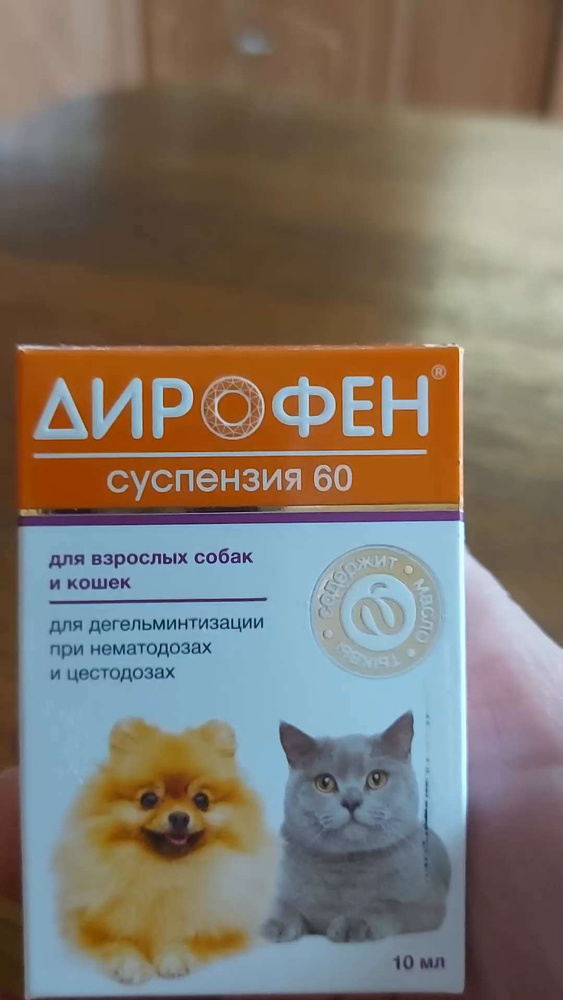 ДИРОФЕН®
суспензия 60
для взрослых собак
и кошек
для дегельминтизации
при нематодозах
и цестодозах
содержит • масло • тыквы •
10 мл